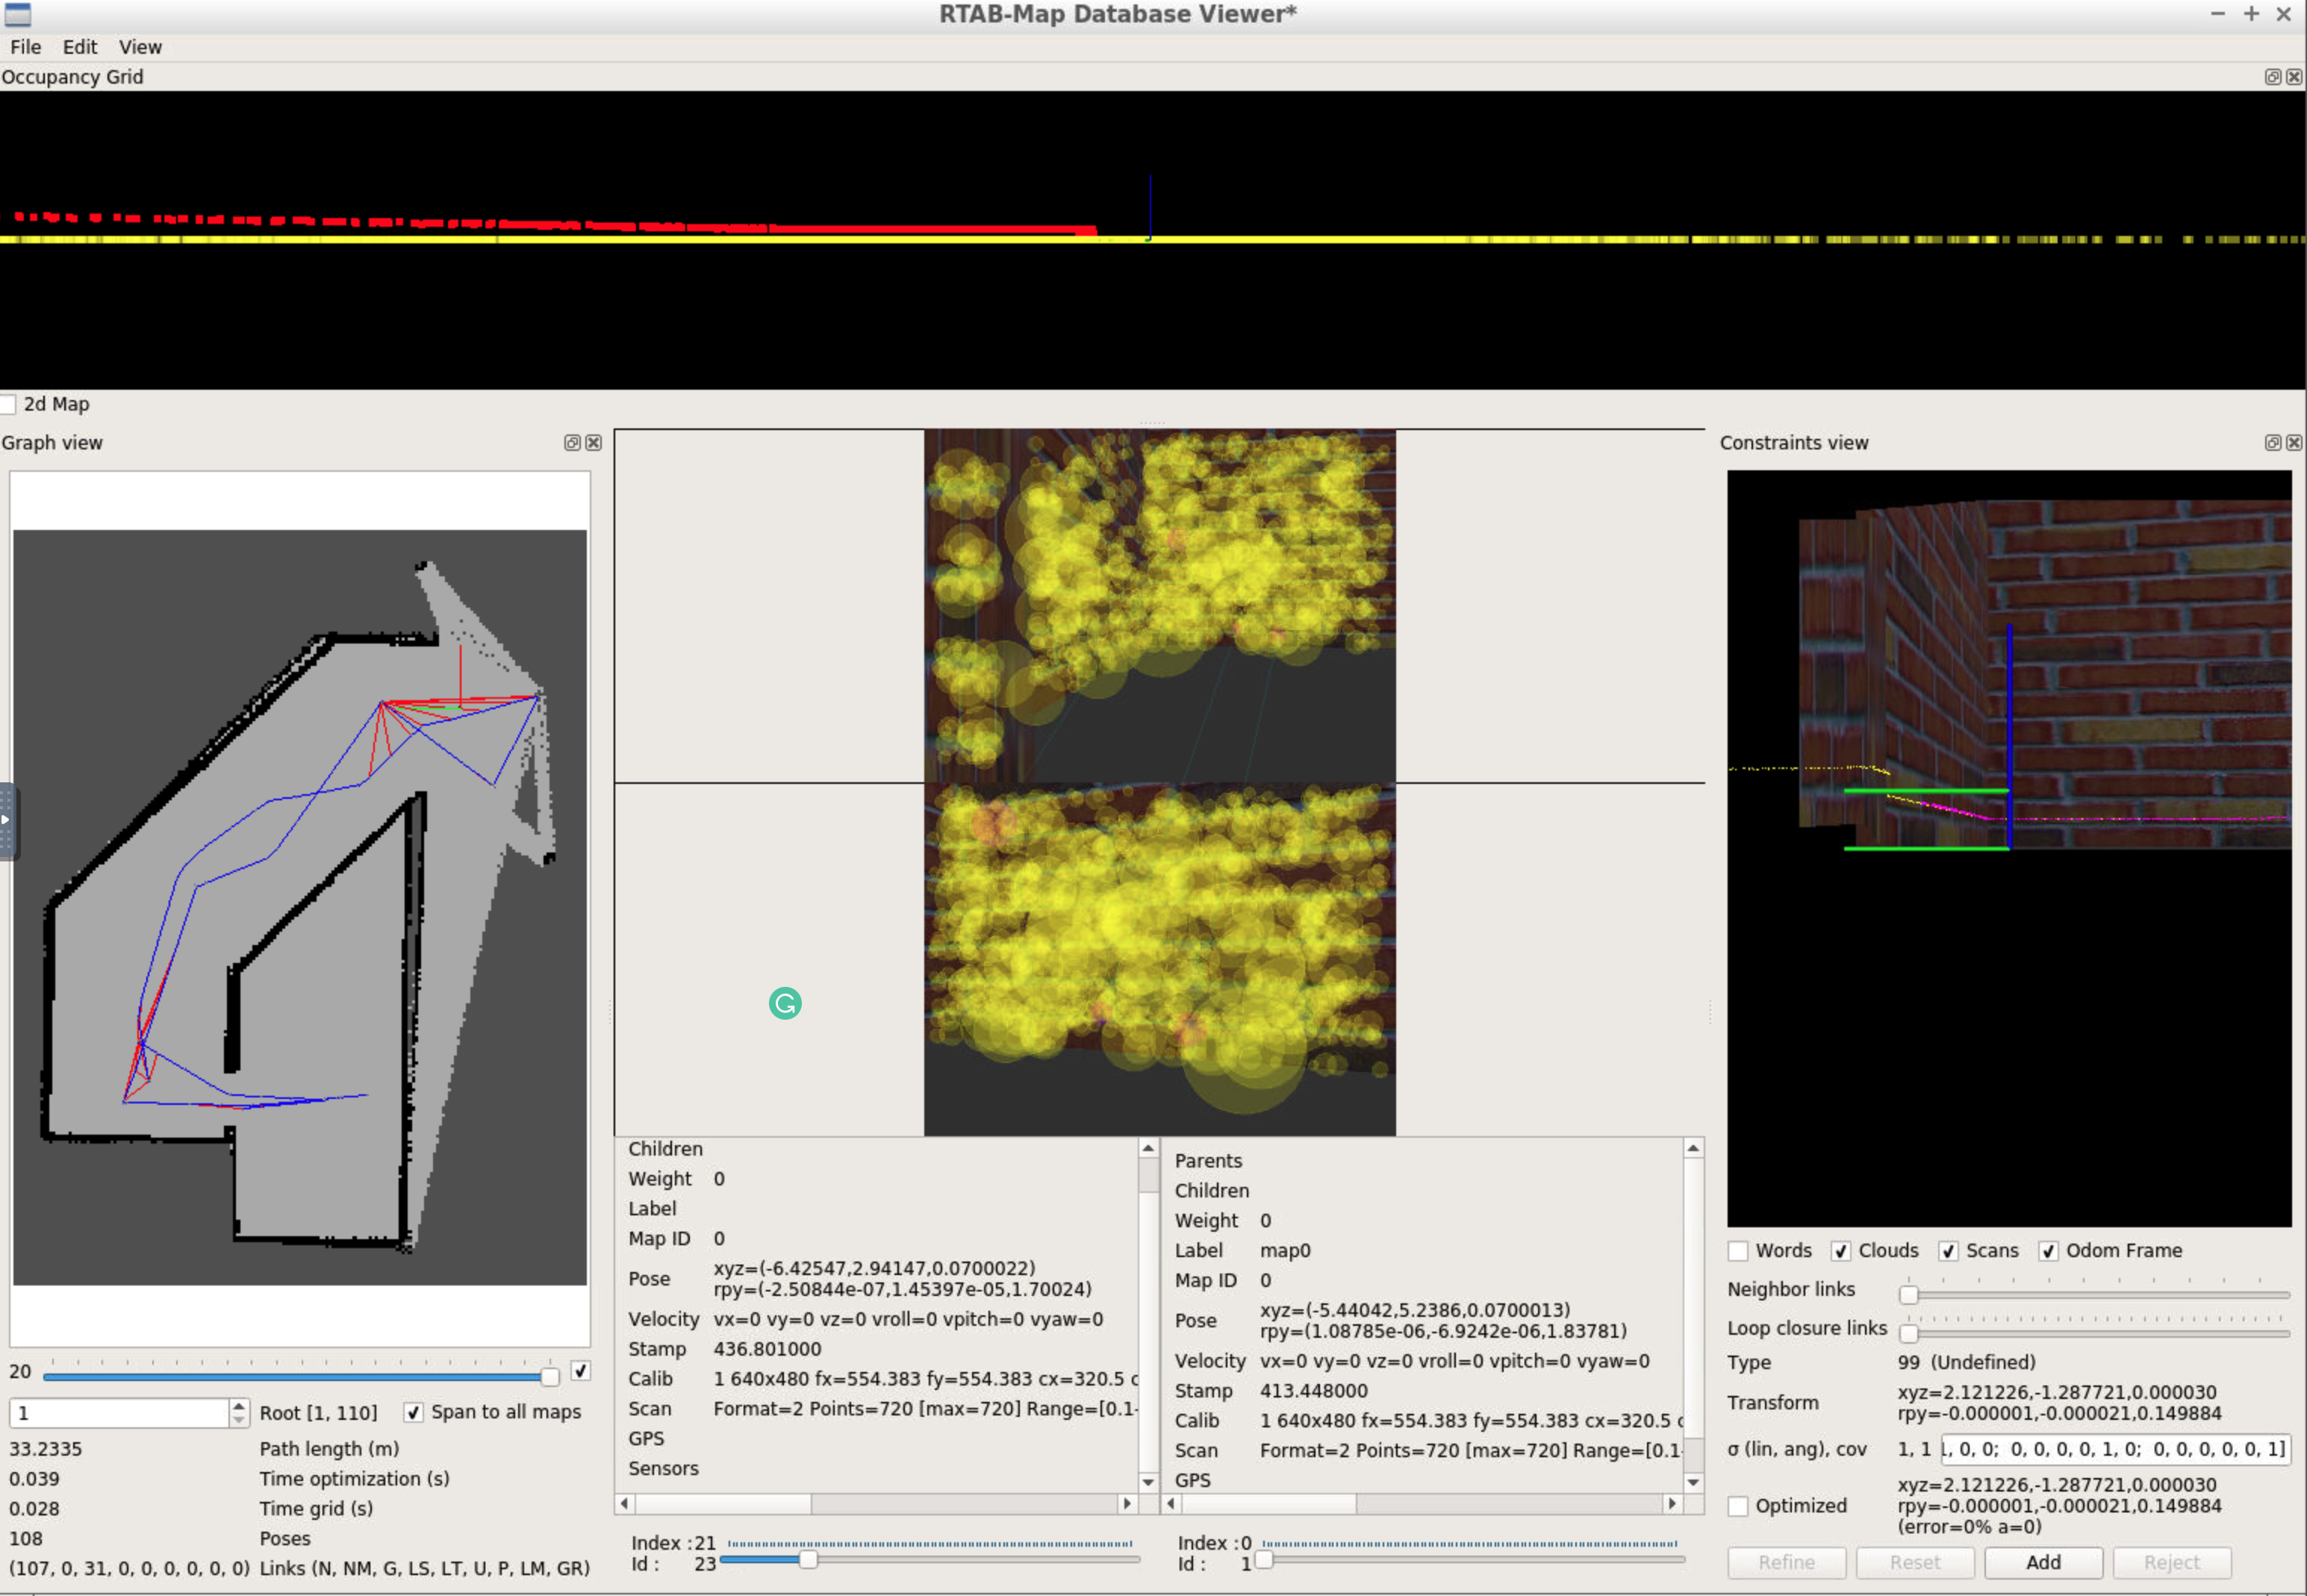 RTAB-Map Database Viewer*
File Edit View
Occupancy Grid
2d Map
Graph view
Constraints view
20
1 Root [1, 110] Span to all maps
33.2335 Path length (m)
0.039 Time optimization (s)
0.028 Time grid (s)
108 Poses
(107, 0, 31, 0, 0, 0, 0, 0, 0) Links (N, NM, G, LS, LT, U, P, LM, GR)
Children
Weight 0
Label
Map ID 0
Pose xyz=(-6.42547,2.94147,0.0700022)
rpy=(-2.50844e-07,1.45397e-05,1.70024)
Velocity vx=0 vy=0 vz=0 vroll=0 vpitch=0 vyaw=0
Stamp 436.801000
Calib 1 640x480 fx=554.383 fy=554.383 cx=320.5 c
Scan Format=2 Points=720 [max=720] Range=[0.1-
GPS
Sensors
Index :21
Id : 23
Parents
Children
Weight 0
Label map0
Map ID 0
Pose xyz=(-5.44042,5.2386,0.0700013)
rpy=(1.08785e-06,-6.9242e-06,1.83781)
Velocity vx=0 vy=0 vz=0 vroll=0 vpitch=0 vyaw=0
Stamp 413.448000
Calib 1 640x480 fx=554.383 fy=554.383 cx=320.5 c
Scan Format=2 Points=720 [max=720] Range=[0.1-
GPS
Index :0
Id : 1
Words Clouds Scans Odom Frame
Neighbor links
Loop closure links
Type 99 (Undefined)
Transform xyz=2.121226,-1.287721,0.000030
rpy=-0.000001,-0.000021,0.149884
σ (lin, ang), cov 1, 1 , 0, 0; 0, 0, 0, 0, 1, 0; 0, 0, 0, 0, 0, 1]
Optimized xyz=2.121226,-1.287721,0.000030
rpy=-0.000001,-0.000021,0.149884
(error=0% a=0)
Refine Reset Add Reject